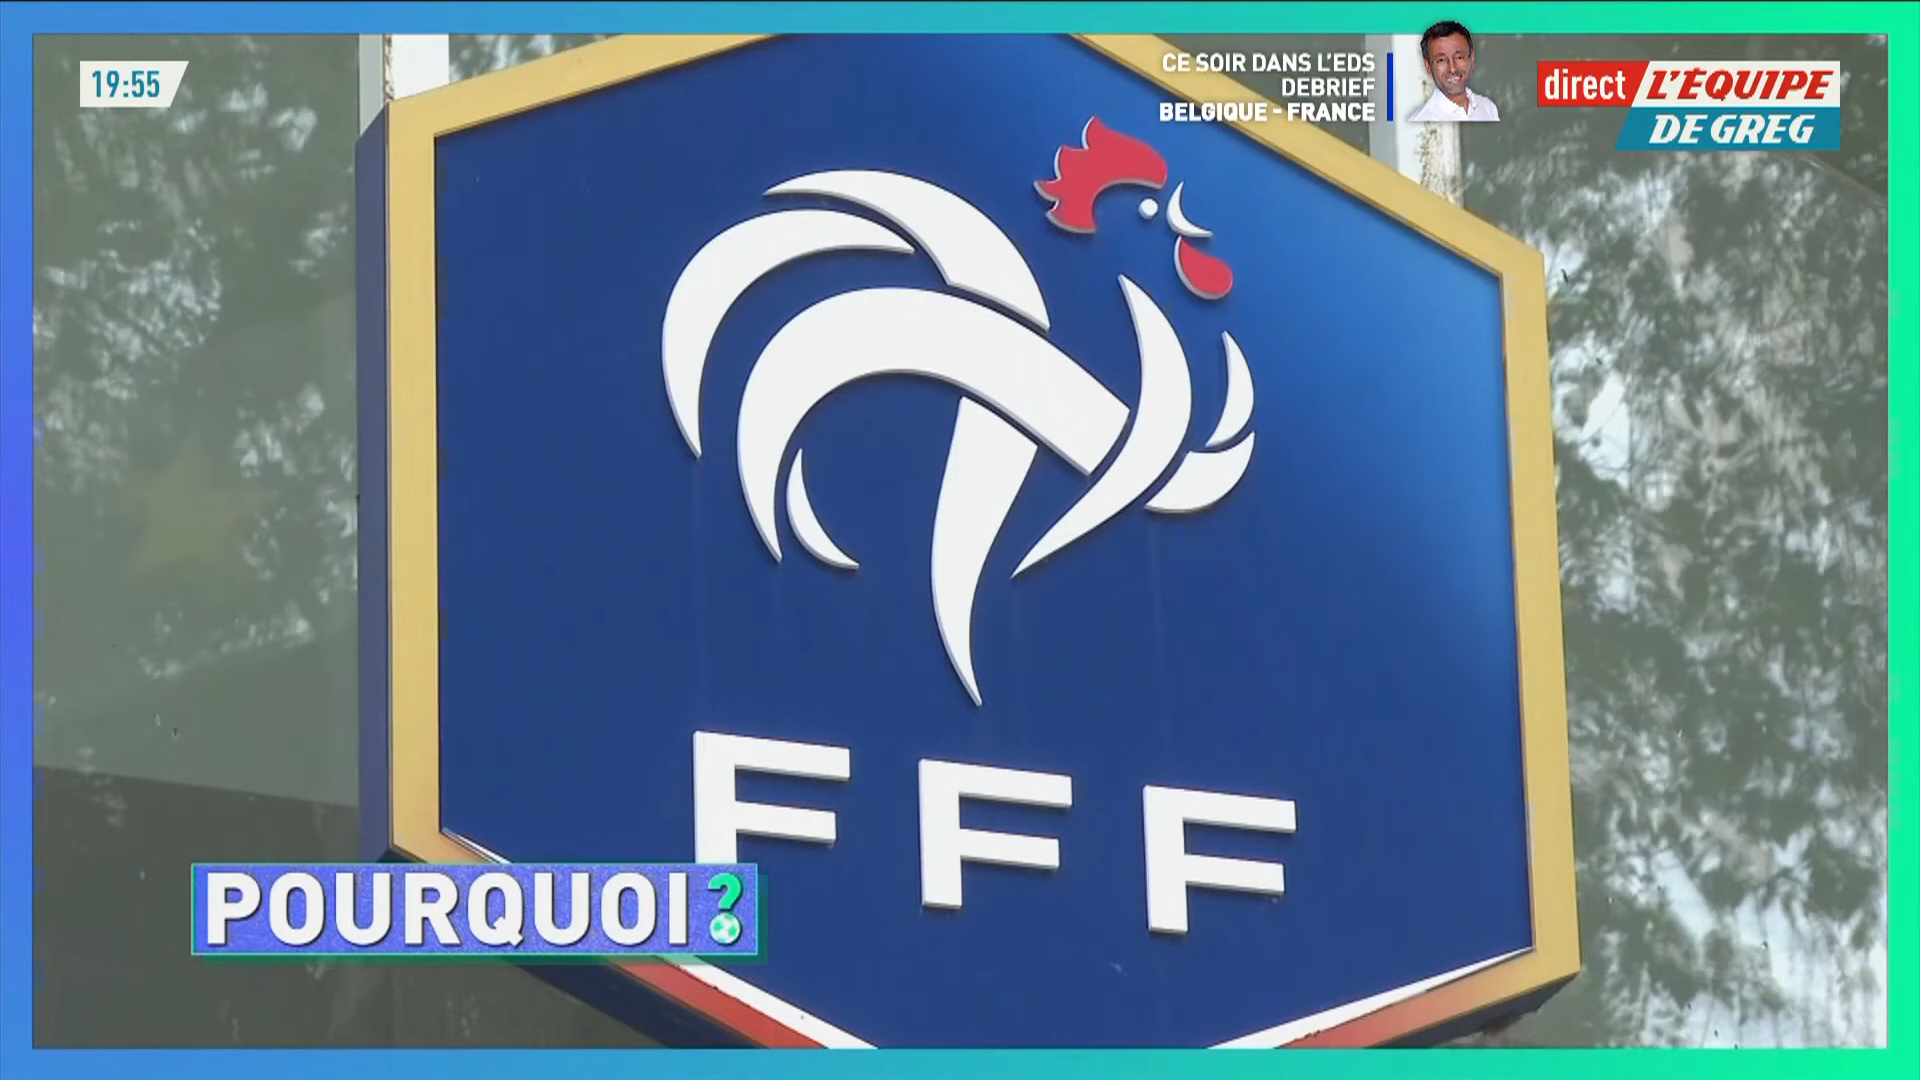 19:55
CE SOIR DANS L'EDS
DEBRIEF
BELGIQUE - FRANCE
direct L'ÉQUIPE
DE GREG
FFF
POURQUOI ?